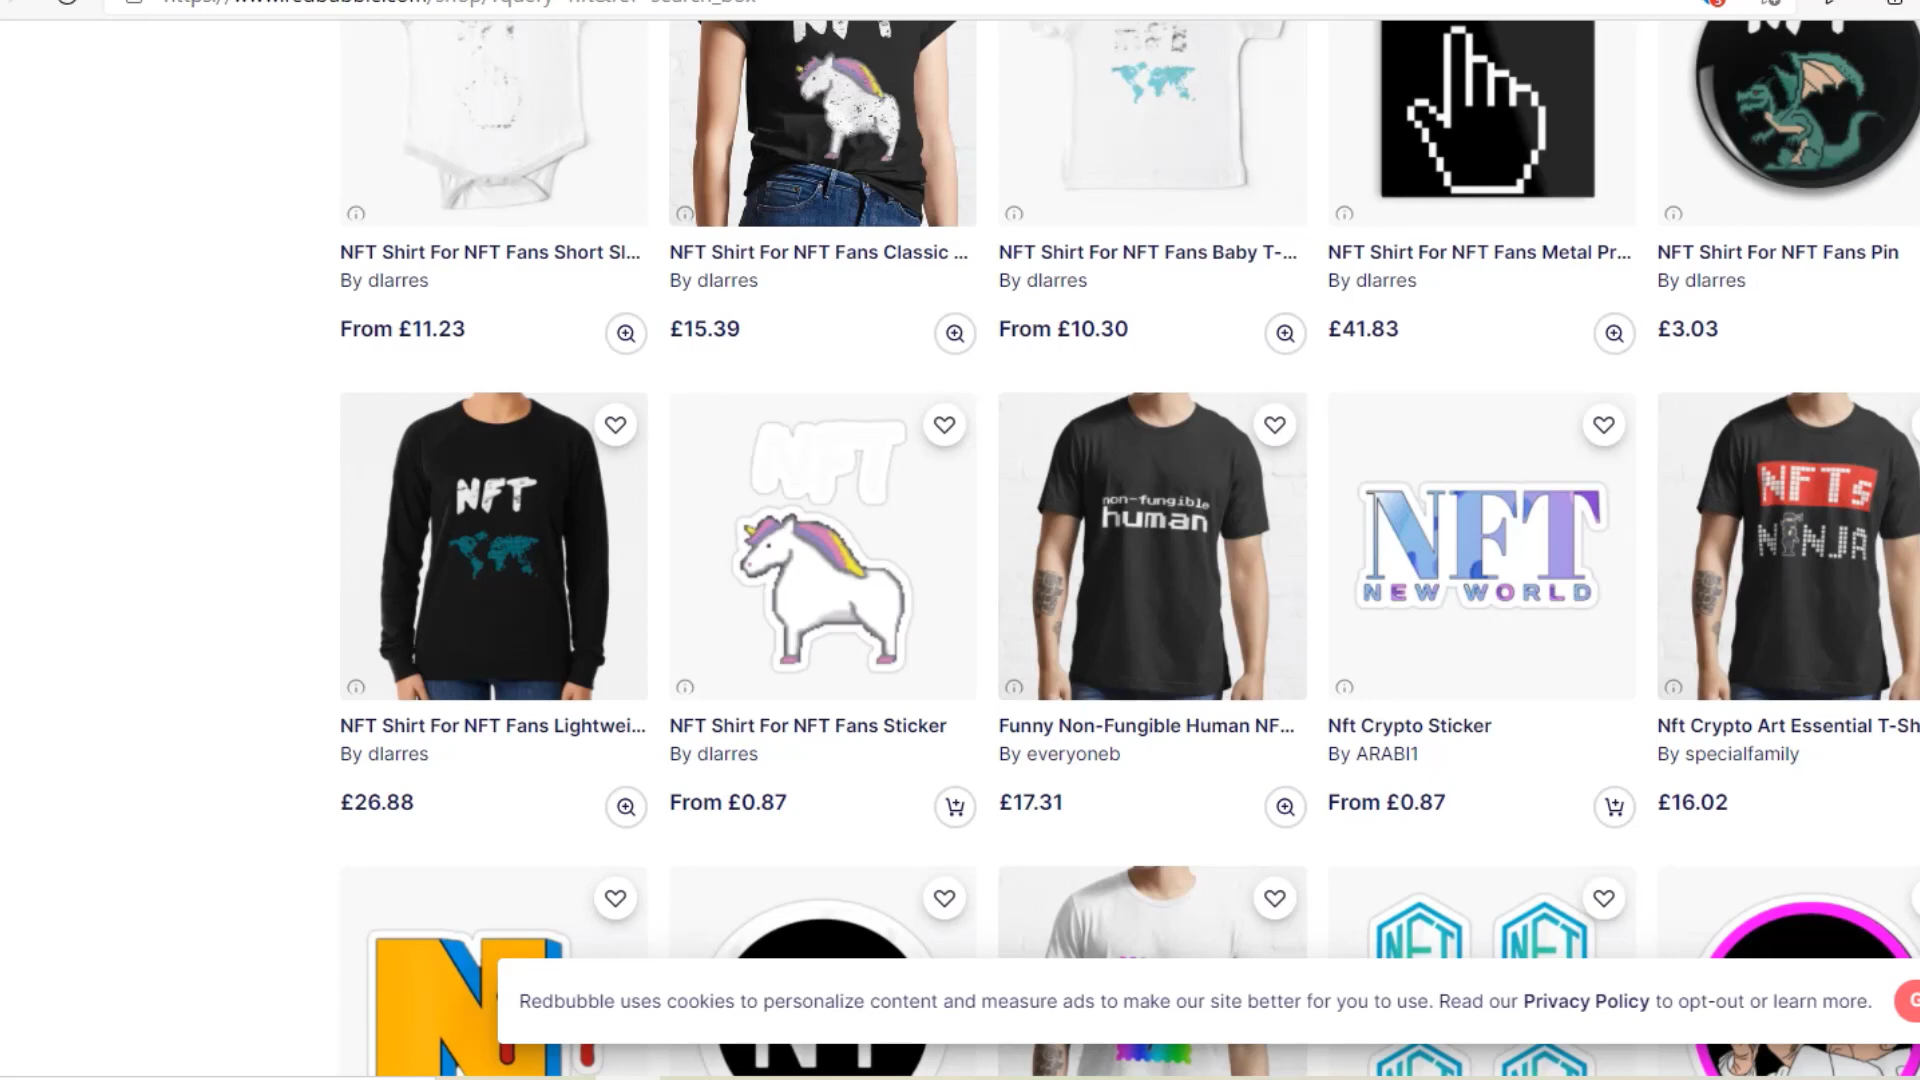 NFT
NFT Shirt For NFT Fans Short Sl...
By dlarres
From £11.23
NFT Shirt For NFT Fans Classic ...
By dlarres
£15.39
NFT Shirt For NFT Fans Baby T-...
By dlarres
From £10.30
NFT Shirt For NFT Fans Metal Pr...
By dlarres
£41.83
NFT Shirt For NFT Fans Pin
By dlarres
£3.03
NFT
NFT
non-fungible
human
NFT
NEW WORLD
NFTs
NINJA
NFT Shirt For NFT Fans Lightwei...
By dlarres
£26.88
NFT Shirt For NFT Fans Sticker
By dlarres
From £0.87
Funny Non-Fungible Human NF...
By everyoneb
£17.31
Nft Crypto Sticker
By ARABI1
From £0.87
Nft Crypto Art Essential T-Sh
By specialfamily
£16.02
N
NFT
NFT
Redbubble uses cookies to personalize content and measure ads to make our site better for you to use. Read our Privacy Policy to opt-out or learn more.